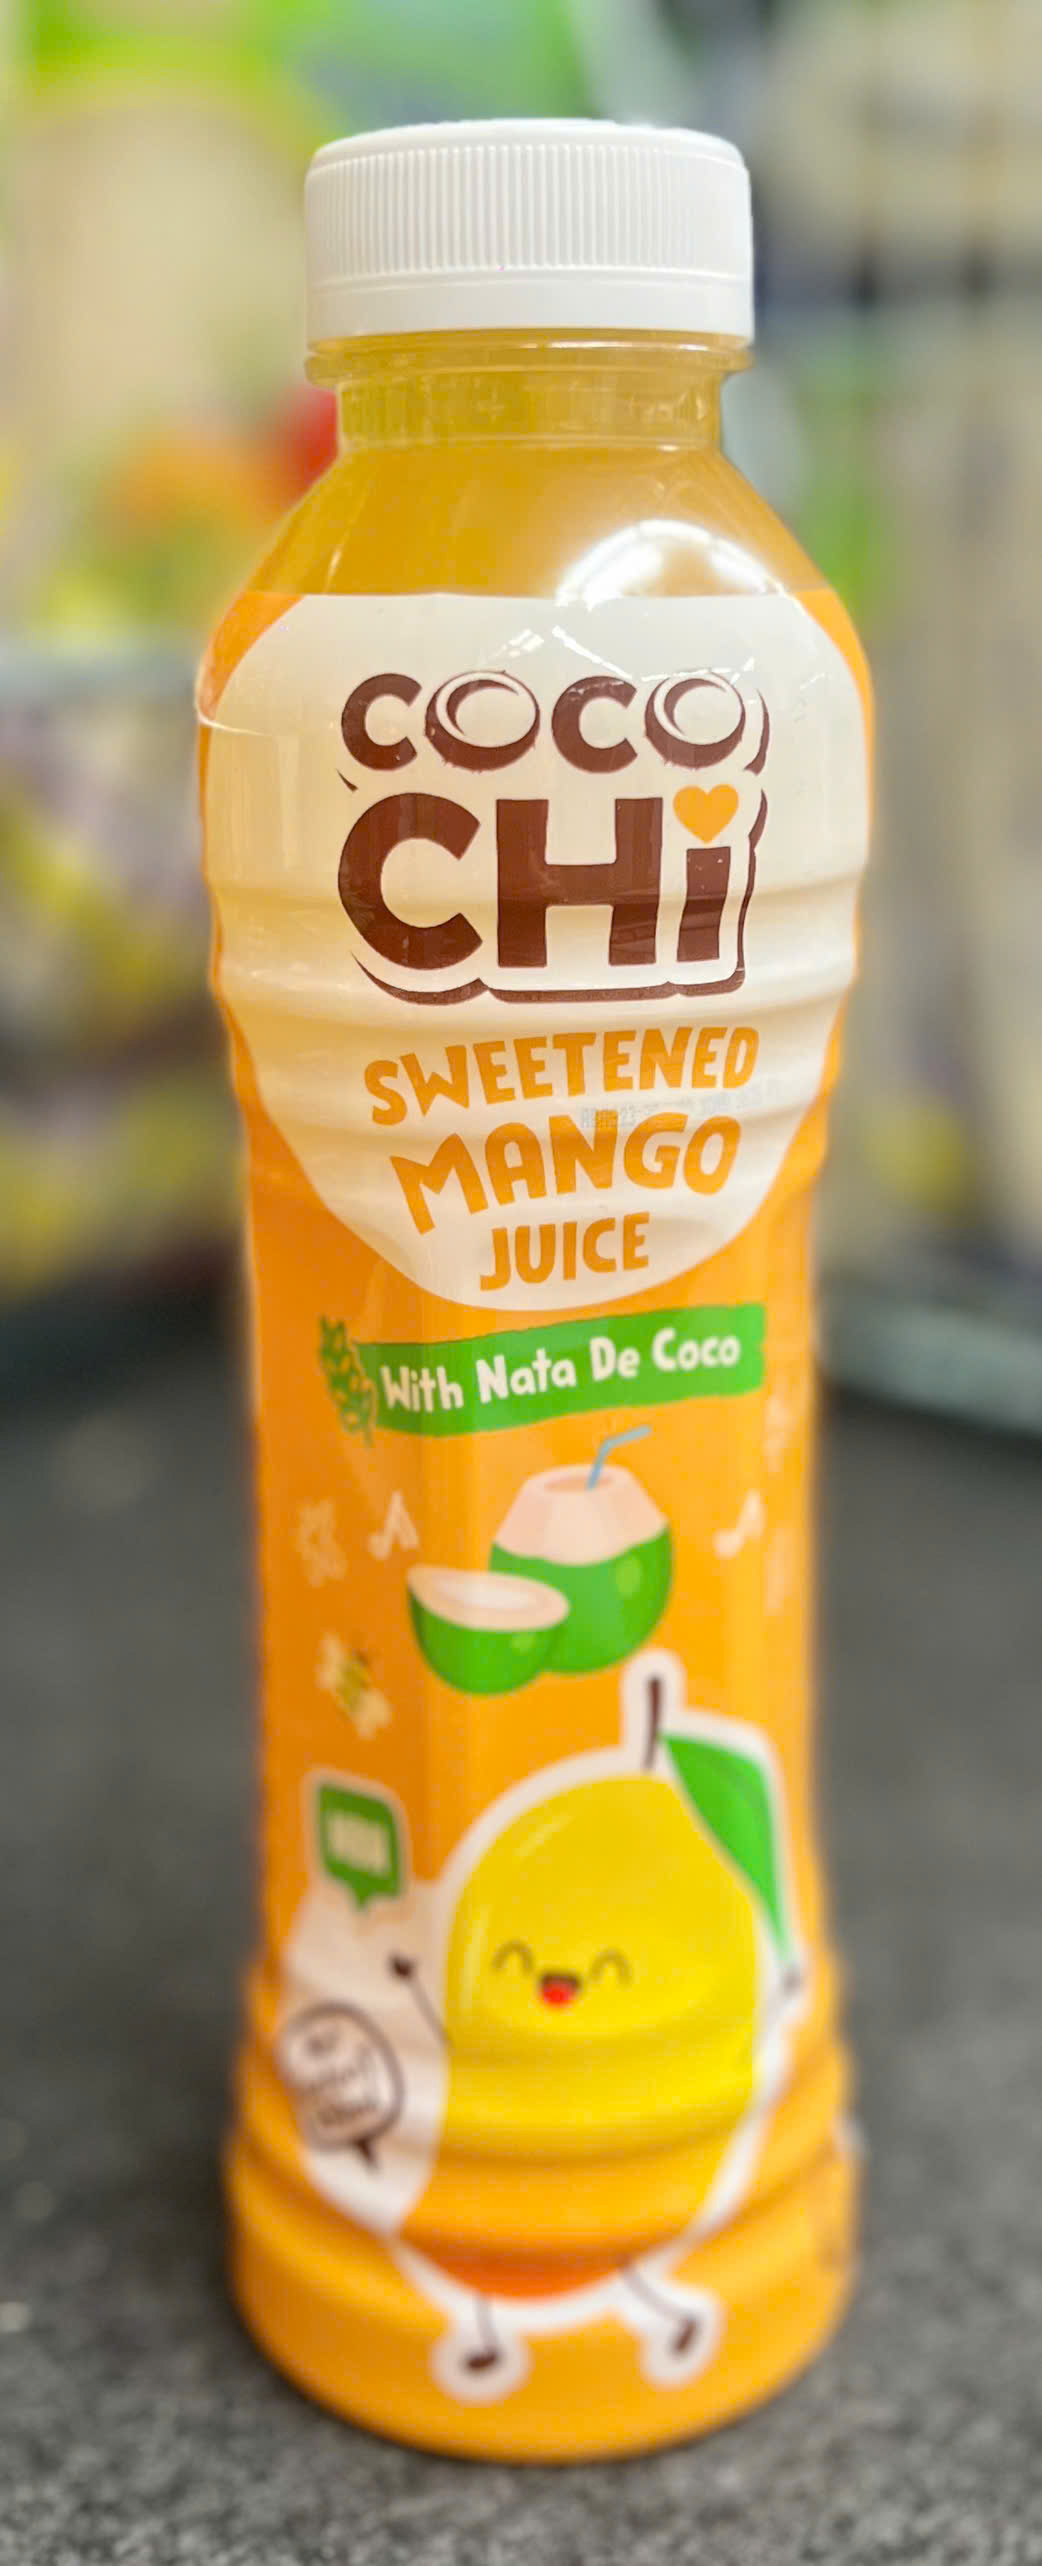 COCO
CHi
SWEETENED
MANGO
JUICE
With Nata De Coco